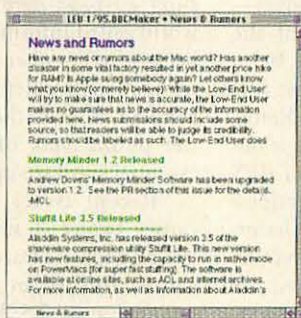 LEU 1/95.DOCMaker • News & Rumors
News and Rumors
Have any news or rumors about the Mac world? Has another
disaster in some vital factory resulted in yet another price hike
for RAM? Is Apple suing somebody again? Let others know
what you know (or merely believe)! While the Low-End User
will try to make sure that news is accurate, the Low-End User
makes no guarantees as to the accuracy of the information
provided here. News submissions should include some
source, so that readers will be able to judge its credibility.
Rumors should be labeled as such. The Low-End User does
Memory Minder 1.2 Released
Andrew Downs' Memory Minder Software has been upgraded
to version 1.2. See the PR section of this issue for the details.
-MCL
StuffIt Lite 3.5 Released
Aladdin Systems, Inc. has released version 3.5 of the
shareware compression utility StuffIt Lite. This new version
has new features, including the capacity to run in native mode
on PowerMacs (for super fast stuffing). The software is
available at online sites, such as AOL and internet archives.
For more information, as well as information about Aladdin's
News & Rumors